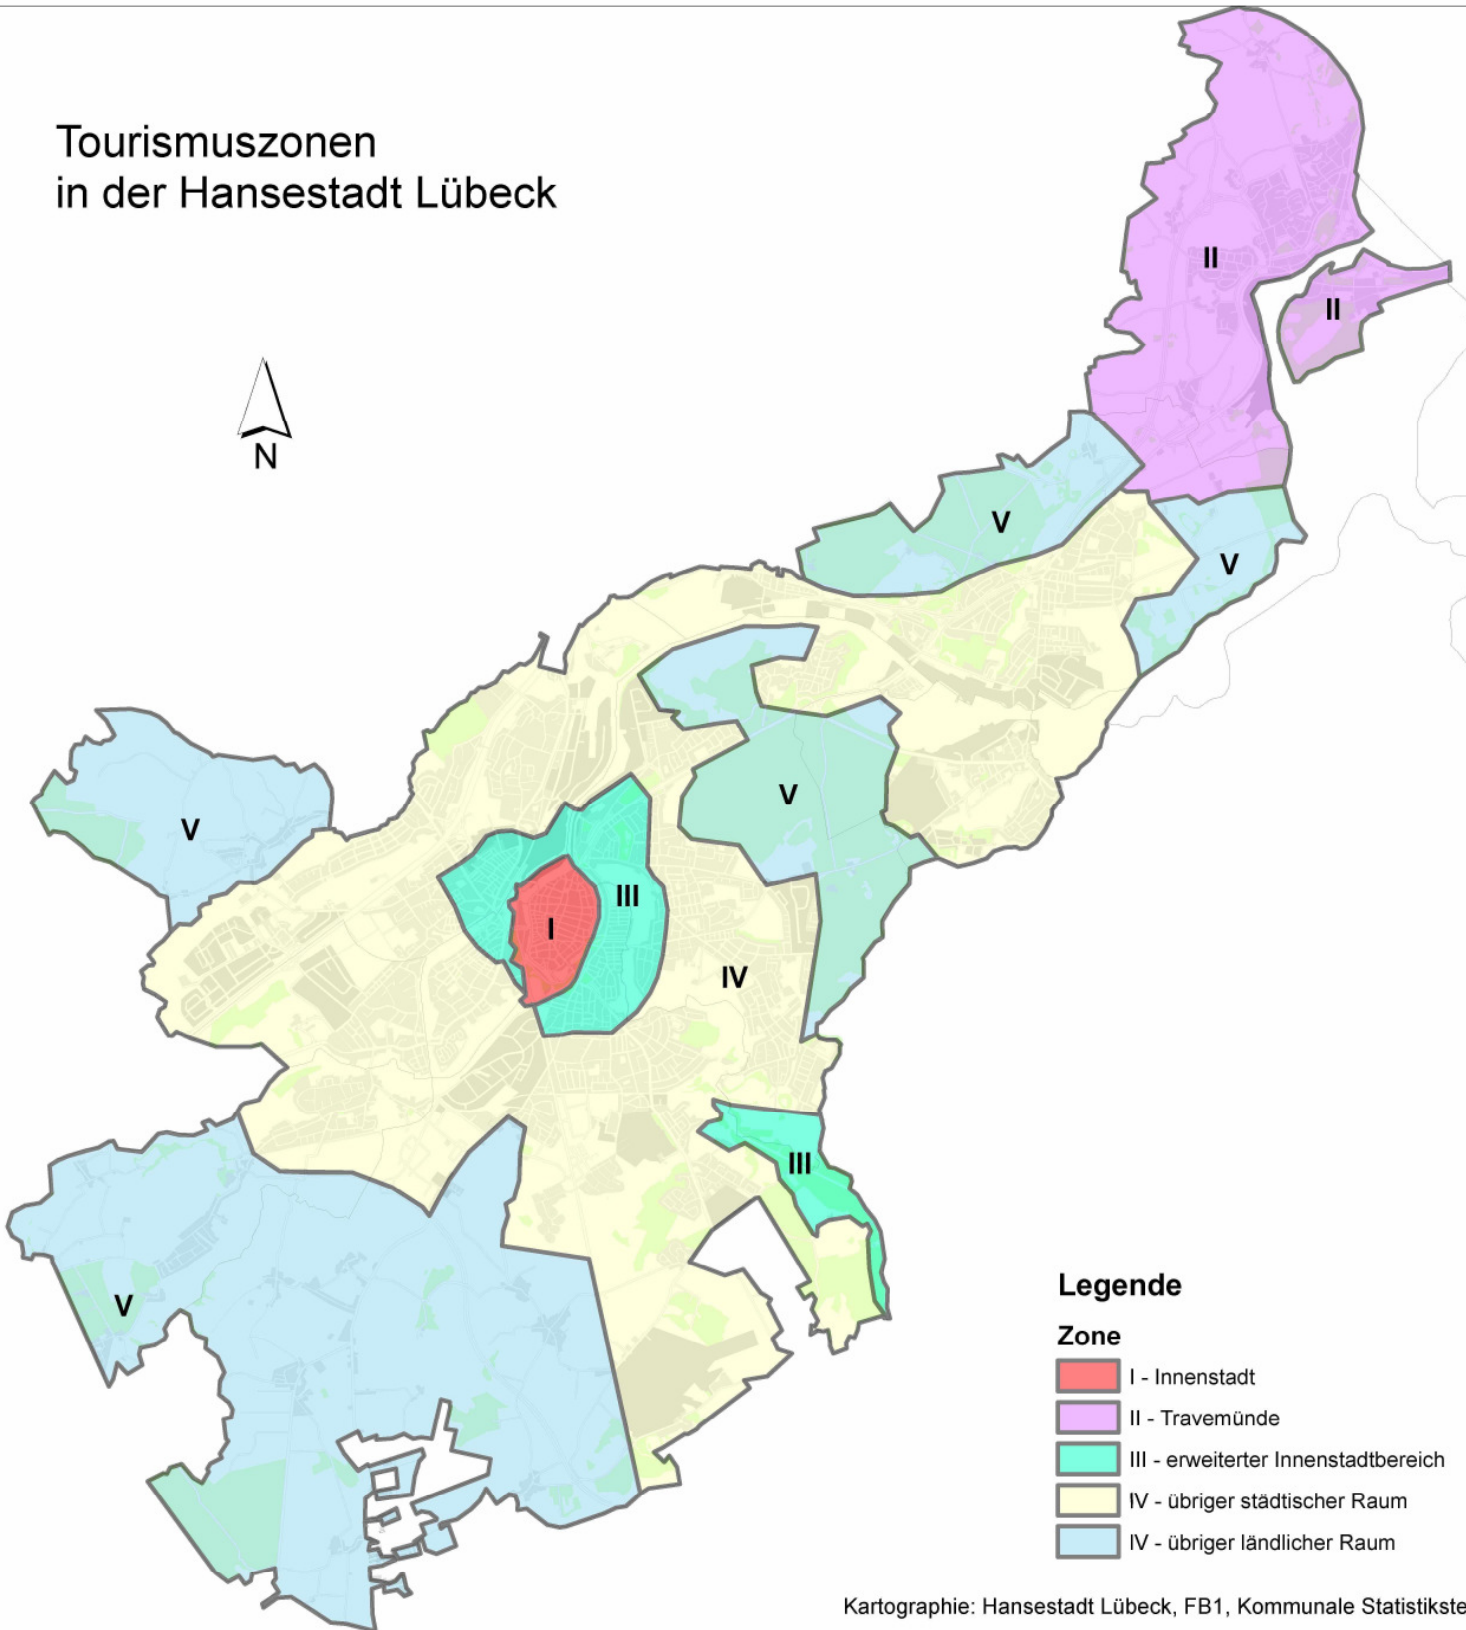 Tourismuszonen
in der Hansestadt Lübeck
N
II
II
V
V
V
V
III
I
IV
III
V
Legende
Zone
I - Innenstadt
II - Travemünde
III - erweiterter Innenstadtbereich
IV - übriger städtischer Raum
IV - übriger ländlicher Raum
Kartographie: Hansestadt Lübeck, FB1, Kommunale Statistikste